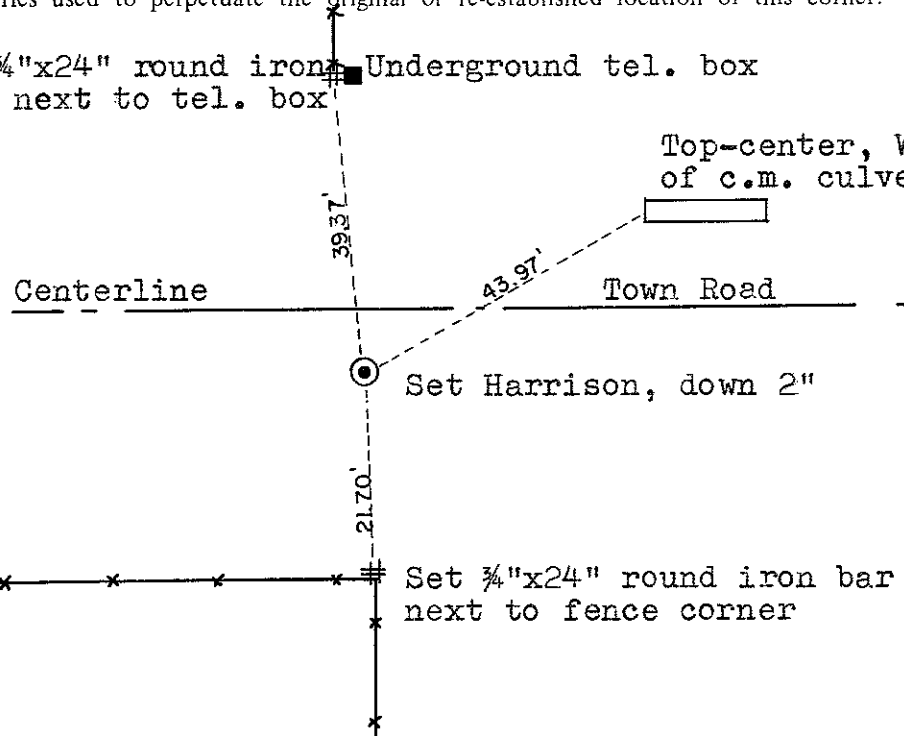 used to perpetuate the original or re-established location of this corner.
¾"x24" round iron
next to tel. box
Underground tel. box
Top-center,
of c.m.
39.37'
43.97'
Centerline
Town Road
Set Harrison, down 2"
21.70'
Set ¾"x24" round iron bar
next to fence corner